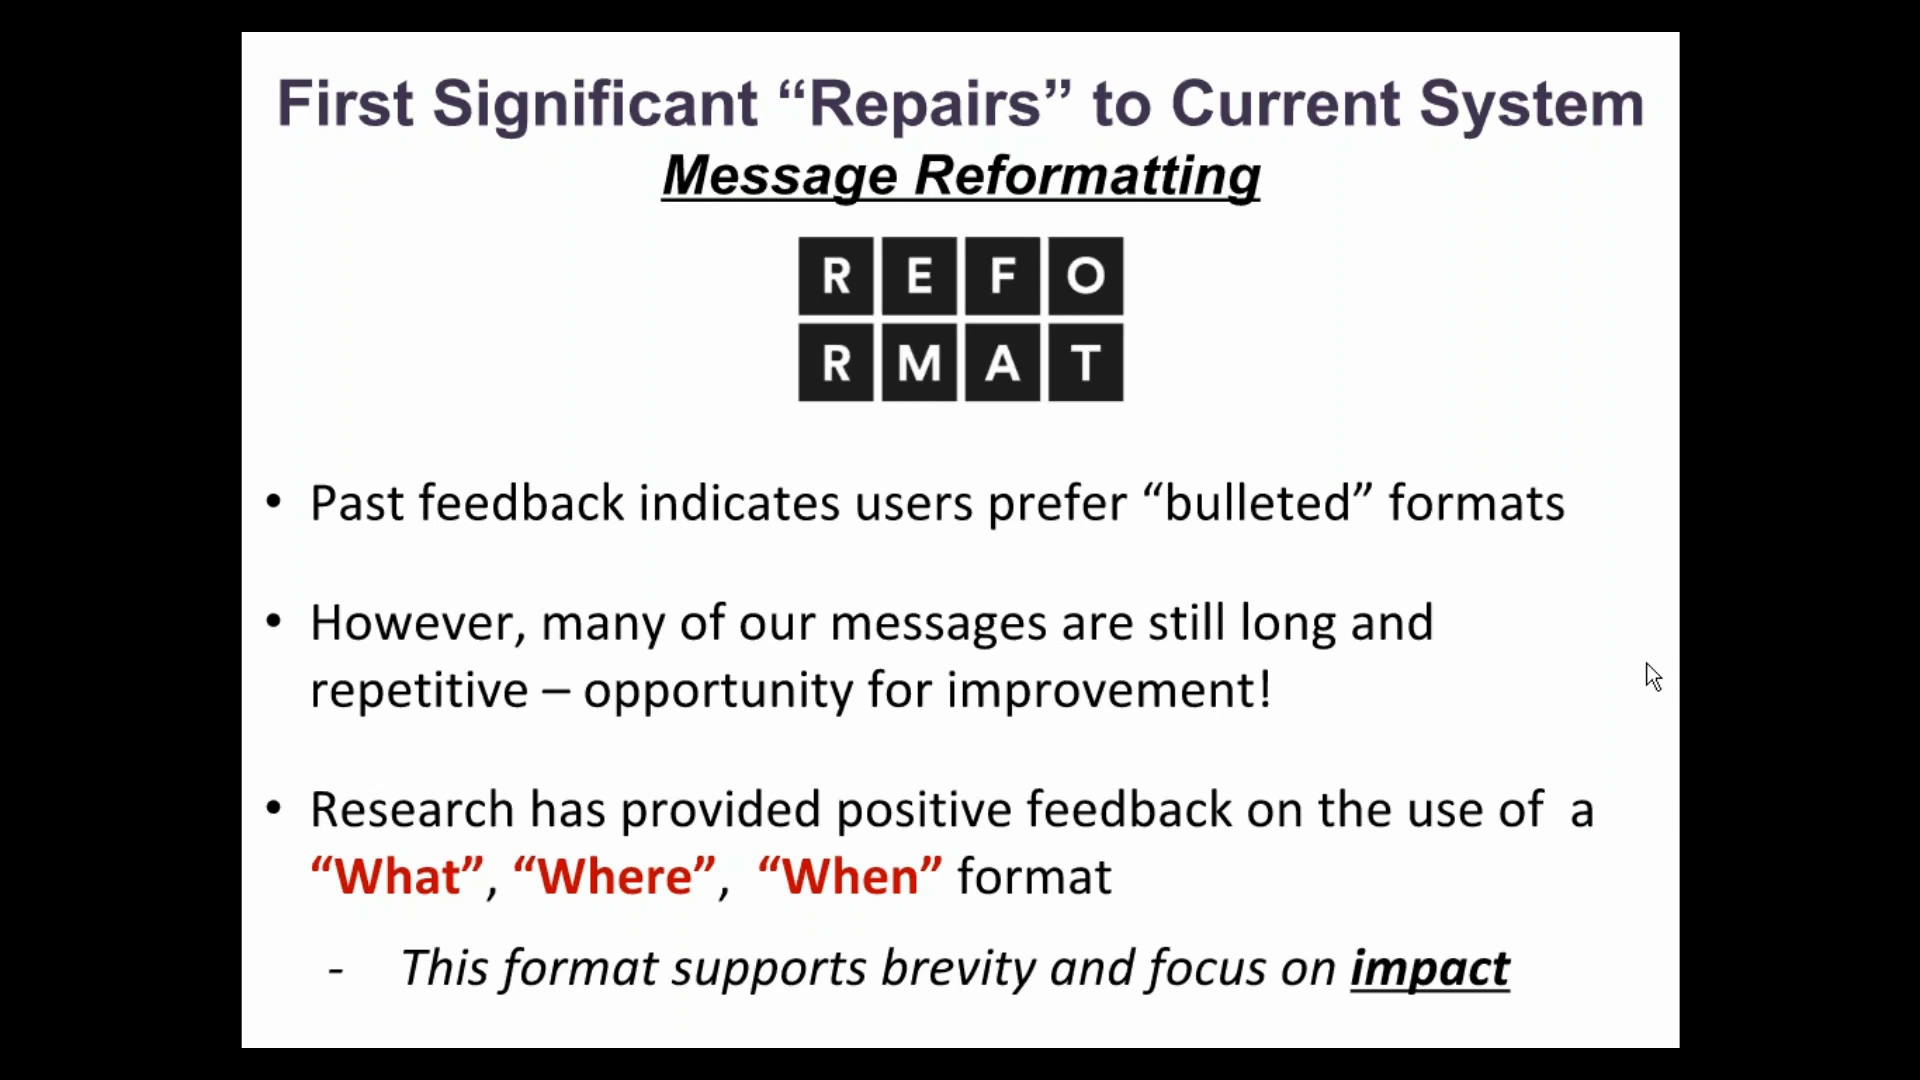 First Significant “Repairs” to Current System
Message Reformatting
R E F O
R M A T
• Past feedback indicates users prefer “bulleted” formats
• However, many of our messages are still long and
repetitive – opportunity for improvement!
• Research has provided positive feedback on the use of a
“What”, “Where”, “When” format
- This format supports brevity and focus on impact